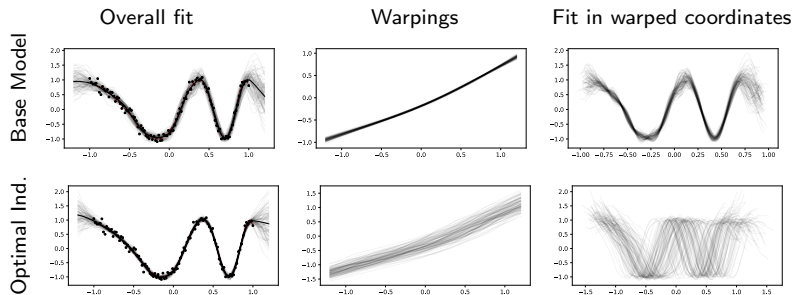 Overall fit Warpings Fit in warped coordinates
Base Model
2.0 1.5 1.0 0.5 0.0 −0.5 −1.0
−1.0 −0.5 0.0 0.5 1.0
1.0 0.5 0.0 −0.5 −1.0
−1.0 −0.5 0.0 0.5 1.0
2.0 1.5 1.0 0.5 0.0 −0.5 −1.0
−1.00 −0.75 −0.50 −0.25 0.00 0.25 0.50 0.75 1.00
Optimal Ind.
2.0 1.5 1.0 0.5 0.0 −0.5 −1.0
−1.0 −0.5 0.0 0.5 1.0
1.5 1.0 0.5 0.0 −0.5 −1.0 −1.5
−1.0 −0.5 0.0 0.5 1.0
2.0 1.5 1.0 0.5 0.0 −0.5 −1.0
−1.5 −1.0 −0.5 0.0 0.5 1.0 1.5